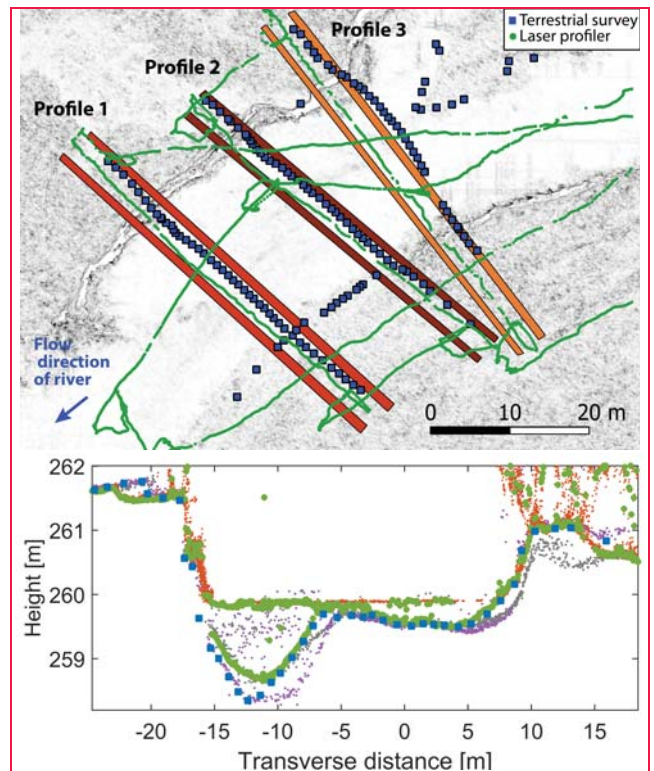 Terrestrial survey
Laser profiler
Profile 3
Profile 2
Profile 1
Flow
direction
of river
0 10 20 m
262
261
260
259
Height [m]
-20 -15 -10 -5 0 5 10 15
Transverse distance [m]